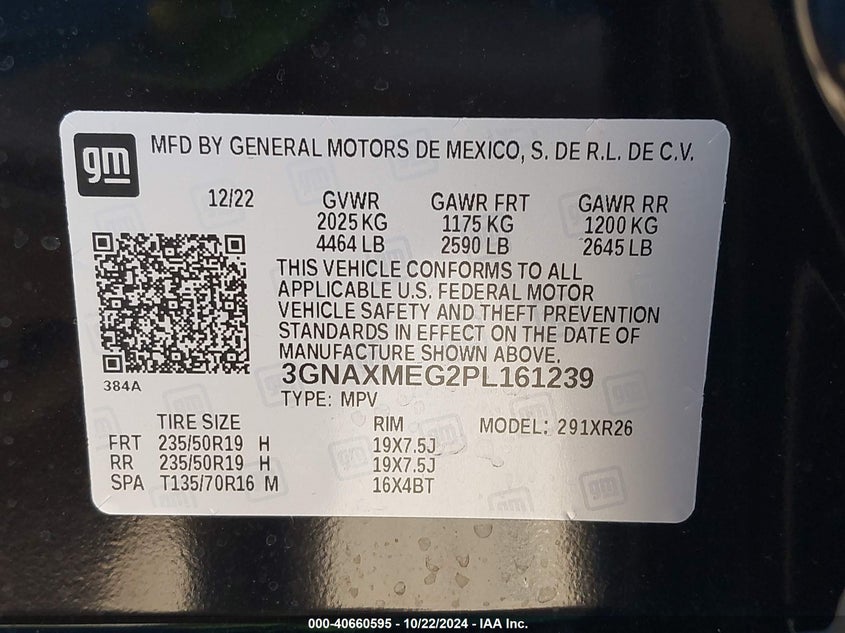 gm MFD BY GENERAL MOTORS DE MEXICO, S. DE R.L. DE C.V.
12/22 GVWR GAWR FRT GAWR RR
2025 KG 1175 KG 1200 KG
4464 LB 2590 LB 2645 LB
THIS VEHICLE CONFORMS TO ALL
APPLICABLE U.S. FEDERAL MOTOR
VEHICLE SAFETY AND THEFT PREVENTION
STANDARDS IN EFFECT ON THE DATE OF
MANUFACTURE SHOWN ABOVE.
384A
3GNAXMEG2PL161239
TYPE: MPV
TIRE SIZE RIM MODEL: 291XR26
FRT 235/50R19 H 19X7.5J
RR 235/50R19 H 19X7.5J
SPA T135/70R16 M 16X4BT
000-40660595 - 10/22/2024 - IAA Inc.